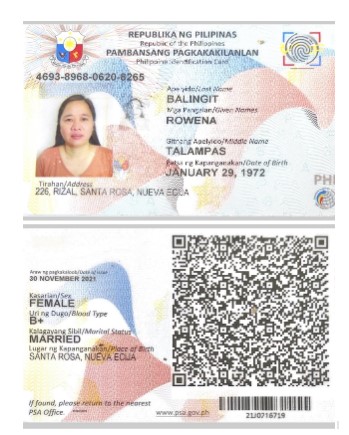 REPUBLIKA NG PILIPINAS
Republic of the Philippines
PAMBANSANG PAGKAKAKILANLAN
Philippine Identification Card
4693-8968-0620-8265
Apelyido/Last Name
BALINGIT
Mga Pangalan/Given Names
ROWENA
Gitnang Apelyido/Middle Name
TALAMPAS
Petsa ng Kapanganakan/Date of Birth
JANUARY 29, 1972
PH
Tirahan/Address
226, RIZAL, SANTA ROSA, NUEVA ECIJA
Araw ng pagkakaloob/Date of issue
30 NOVEMBER 2021
Kasarian/Sex
FEMALE
Uri ng Dugo/Blood Type
B+
Kalagayang Sibil/Marital Status
MARRIED
Lugar ng Kapanganakan/Place of Birth
SANTA ROSA, NUEVA ECIJA
If found, please return to the nearest
PSA Office.
www.psa.gov.ph
21J0716719